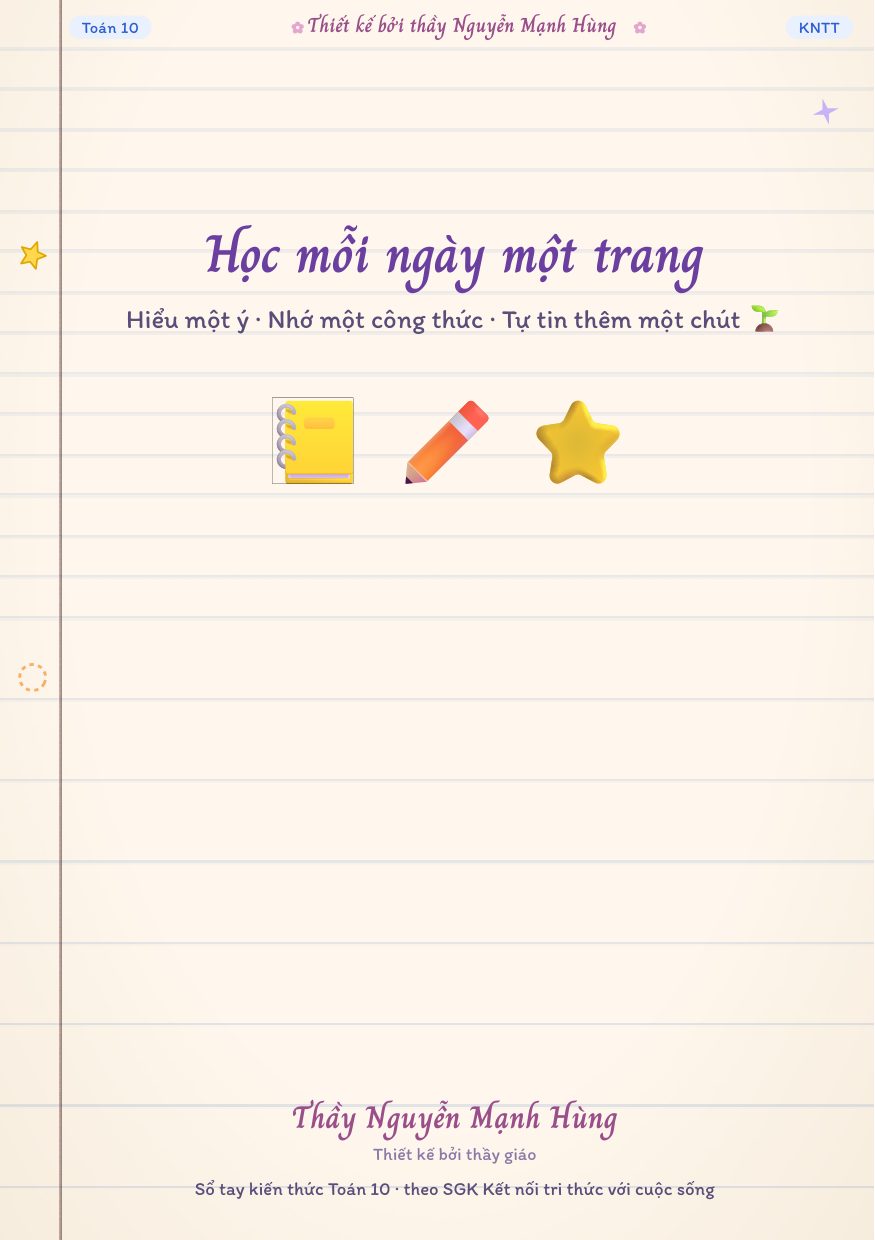 Toán 10
Thiết kế bởi thầy Nguyễn Mạnh Hùng
KNTT
Học mỗi ngày một trang
Hiểu một ý · Nhớ một công thức · Tự tin thêm một chút
Thầy Nguyễn Mạnh Hùng
Thiết kế bởi thầy giáo
Sổ tay kiến thức Toán 10 · theo SGK Kết nối tri thức với cuộc sống